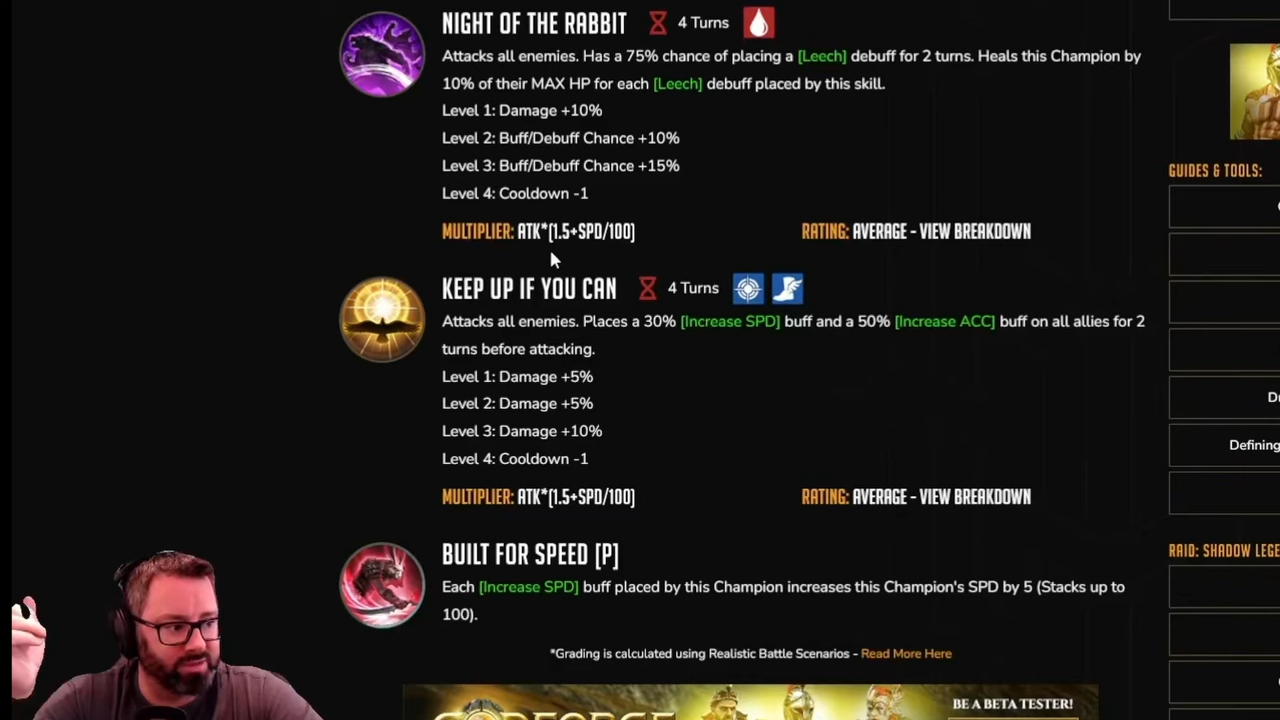 NIGHT OF THE RABBIT 4 Turns
Attacks all enemies. Has a 75% chance of placing a [Leech] debuff for 2 turns. Heals this Champion by
10% of their MAX HP for each [Leech] debuff placed by this skill.
Level 1: Damage +10%
Level 2: Buff/Debuff Chance +10%
Level 3: Buff/Debuff Chance +15%
Level 4: Cooldown -1
MULTIPLIER: ATK*(1.5+SPD/100) RATING: AVERAGE - VIEW BREAKDOWN
KEEP UP IF YOU CAN 4 Turns
Attacks all enemies. Places a 30% [Increase SPD] buff and a 50% [Increase ACC] buff on all allies for 2
turns before attacking.
Level 1: Damage +5%
Level 2: Damage +5%
Level 3: Damage +10%
Level 4: Cooldown -1
MULTIPLIER: ATK*(1.5+SPD/100) RATING: AVERAGE - VIEW BREAKDOWN
BUILT FOR SPEED [P]
Each [Increase SPD] buff placed by this Champion increases this Champion's SPD by 5 (Stacks up to
100).
*Grading is calculated using Realistic Battle Scenarios - Read More Here
GODFORGE
BE A BETA TESTER!
GUIDES & TOOLS:
Defining
RAID: SHADOW LEGE